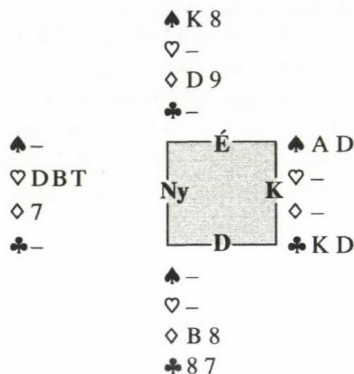 ♠ K 8
♡ –
◇ D 9
♣ –
♠ –
♡ D B T
◇ 7
♣ –
É
Ny K
D
♠ A D
♡ –
◇ –
♣ K D
♠ –
♡ –
◇ B 8
♣ 8 7